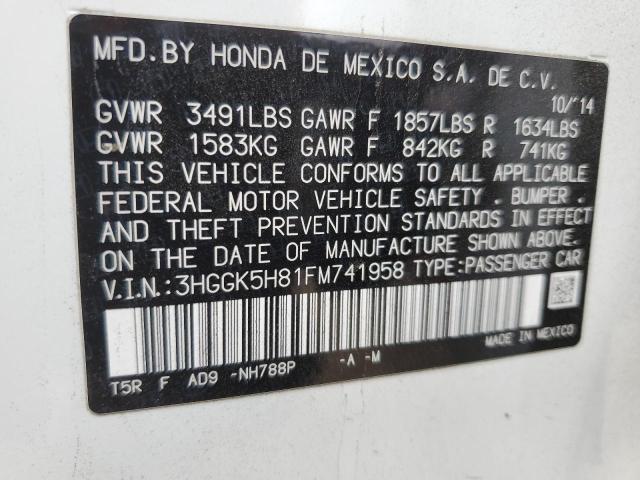 MFD. BY HONDA DE MEXICO S.A. DE C.V.
10/'14
GVWR 3491LBS GAWR F 1857LBS R 1634LBS
GVWR 1583KG GAWR F 842KG R 741KG
THIS VEHICLE CONFORMS TO ALL APPLICABLE
FEDERAL MOTOR VEHICLE SAFETY . BUMPER .
AND THEFT PREVENTION STANDARDS IN EFFECT
ON THE DATE OF MANUFACTURE SHOWN ABOVE.
V.I.N.:3HGGK5H81FM741958 TYPE:PASSENGER CAR
MADE IN MEXICO
T5R F AD9 -NH788P -A -M